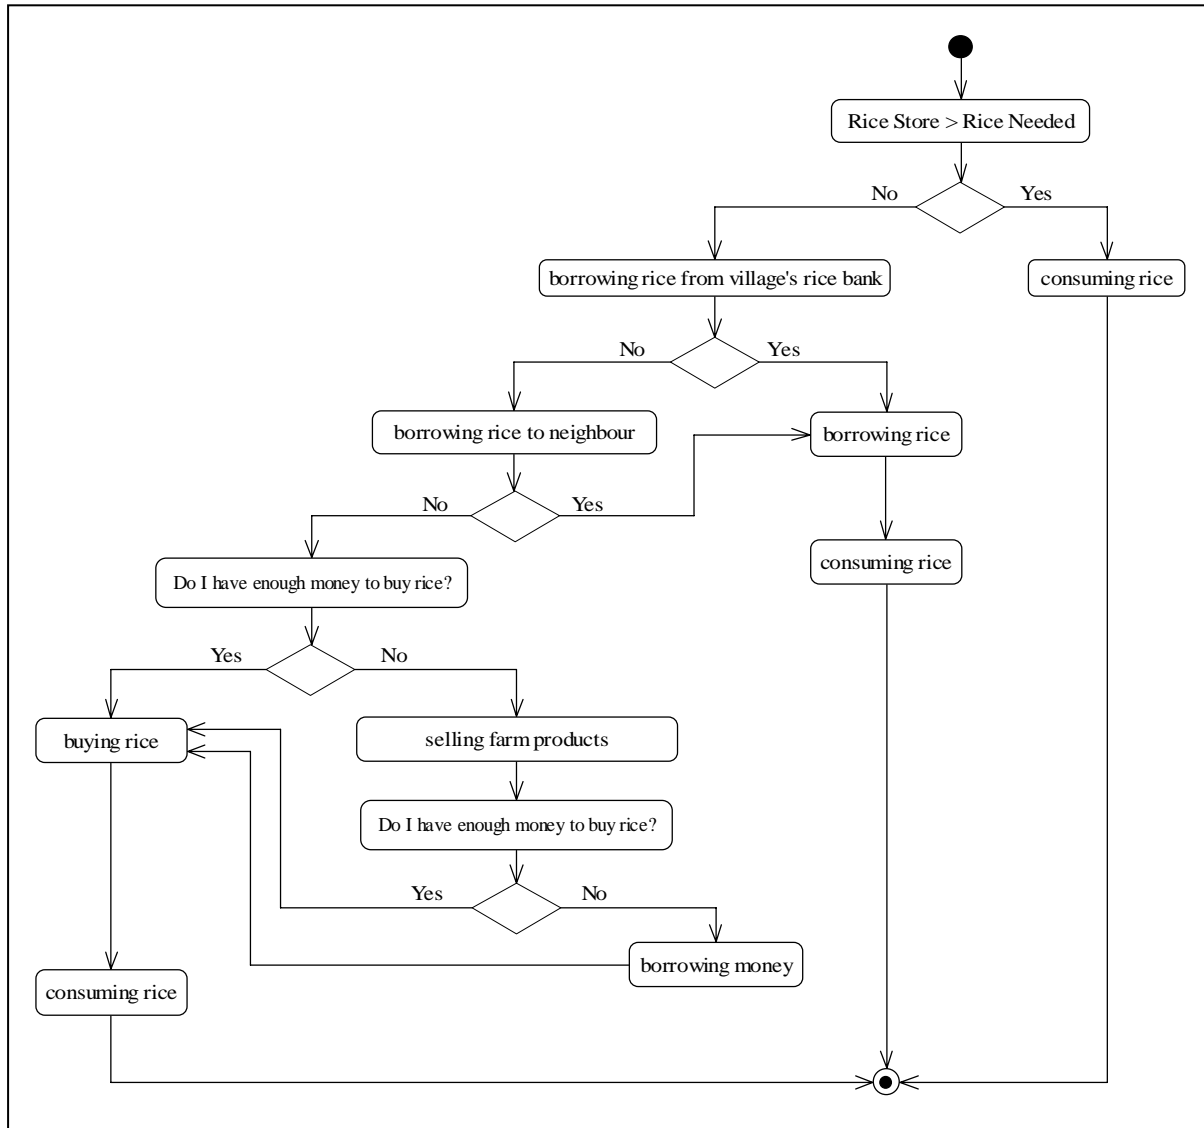 Rice Store > Rice Needed
No
Yes
borrowing rice from village's rice bank
consuming rice
No
Yes
borrowing rice to neighbour
borrowing rice
No
Yes
consuming rice
Do I have enough money to buy rice?
Yes
No
buying rice
selling farm products
Do I have enough money to buy rice?
Yes
No
borrowing money
consuming rice